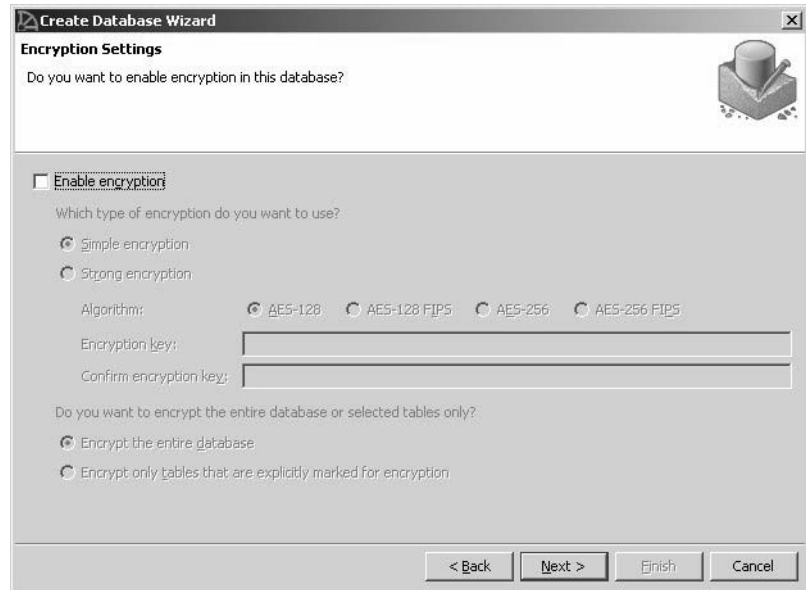 Create Database Wizard
Encryption Settings
Do you want to enable encryption in this database?
Enable encryption
Which type of encryption do you want to use?
Simple encryption
Strong encryption
Algorithm: AES-128 AES-128 FIPS AES-256 AES-256 FIPS
Encryption key:
Confirm encryption key:
Do you want to encrypt the entire database or selected tables only?
Encrypt the entire database
Encrypt only tables that are explicitly marked for encryption
< Back Next > Finish Cancel